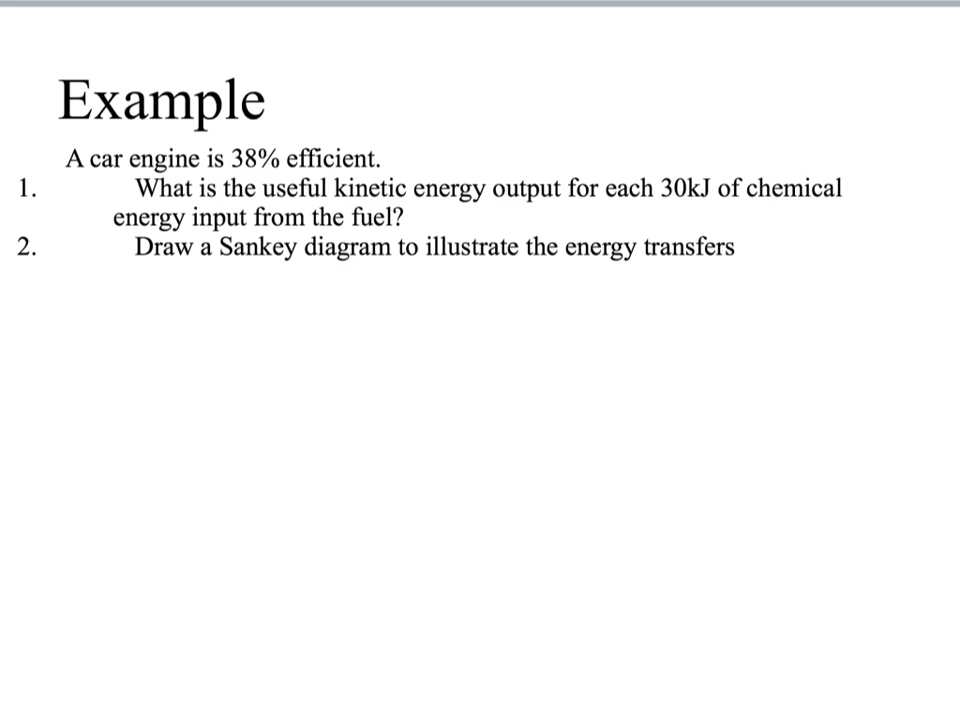 Example
A car engine is 38% efficient.
1. What is the useful kinetic energy output for each 30kJ of chemical
energy input from the fuel?
2. Draw a Sankey diagram to illustrate the energy transfers